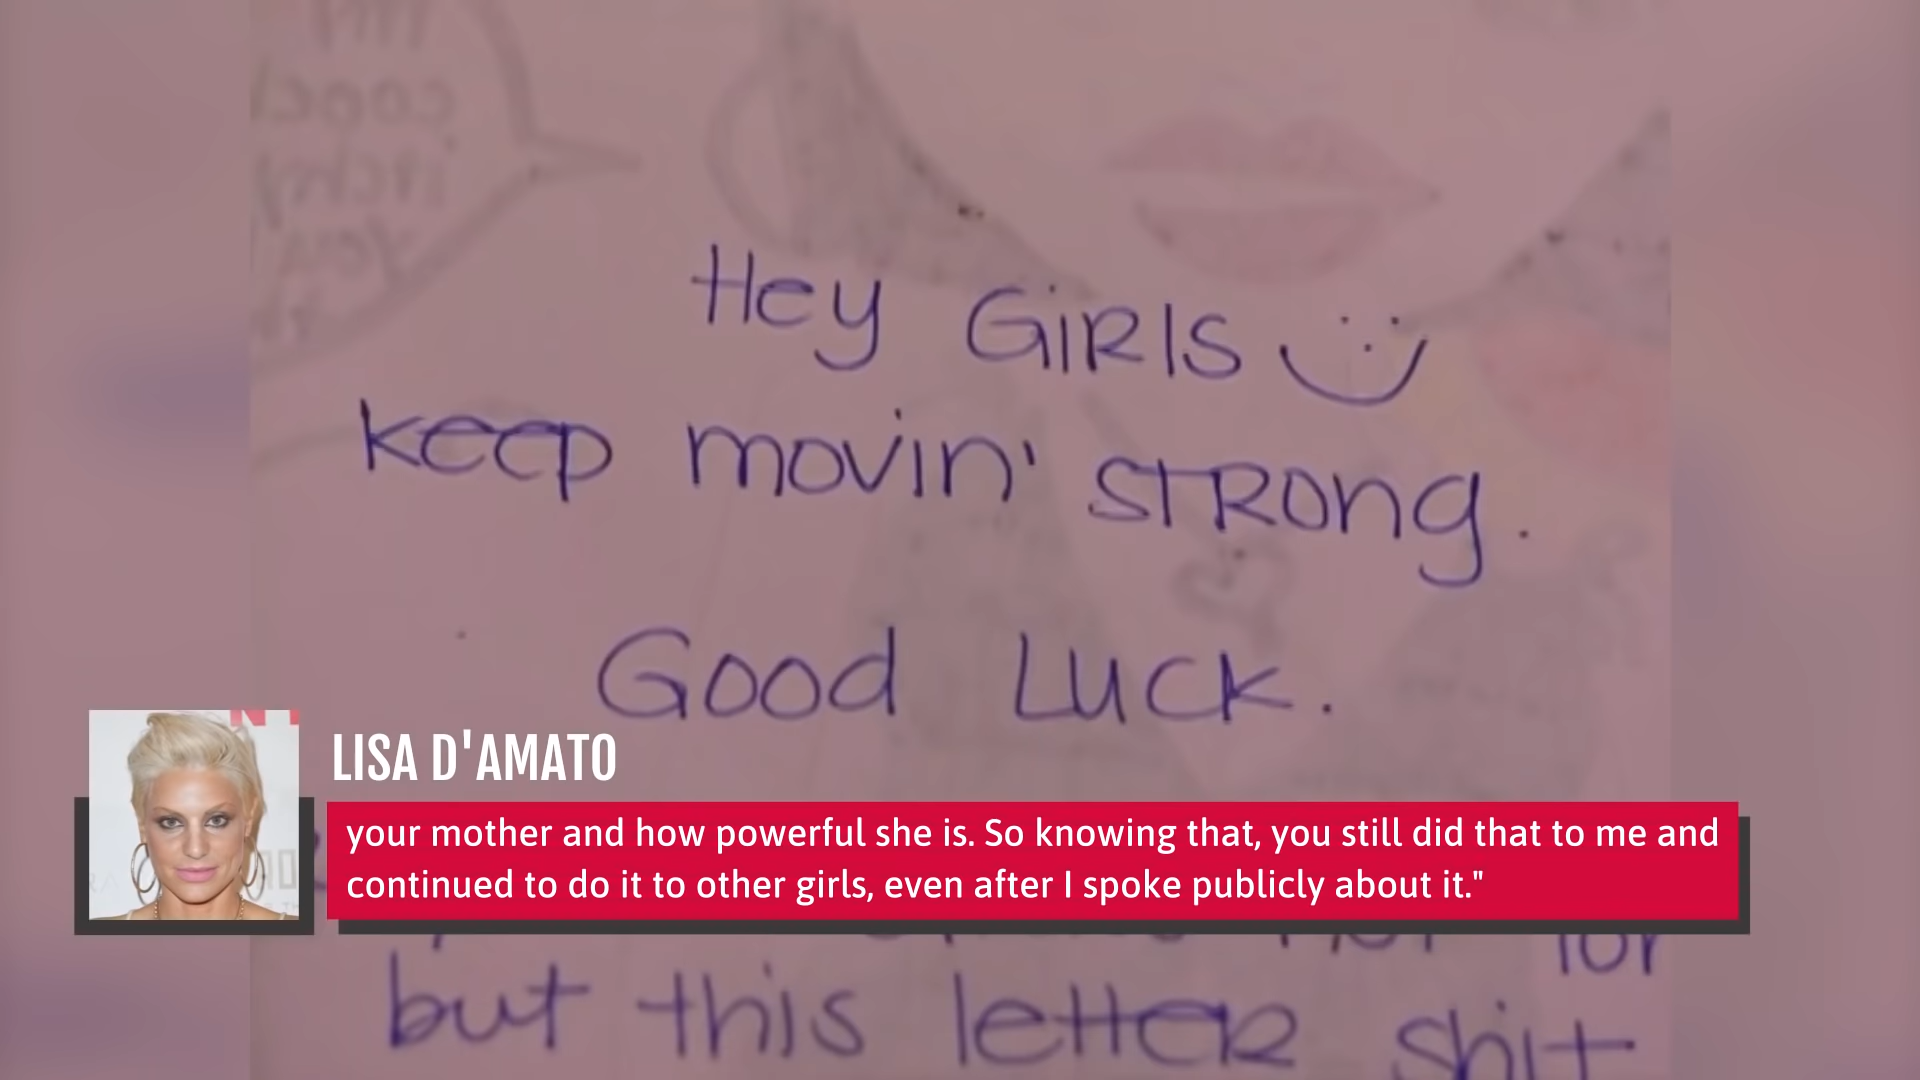 Hey GiRls
keep movin' strong.
Good Luck.
LISA D'AMATO
your mother and how powerful she is. So knowing that, you still did that to me and
continued to do it to other girls, even after I spoke publicly about it."
for
but this letter shit